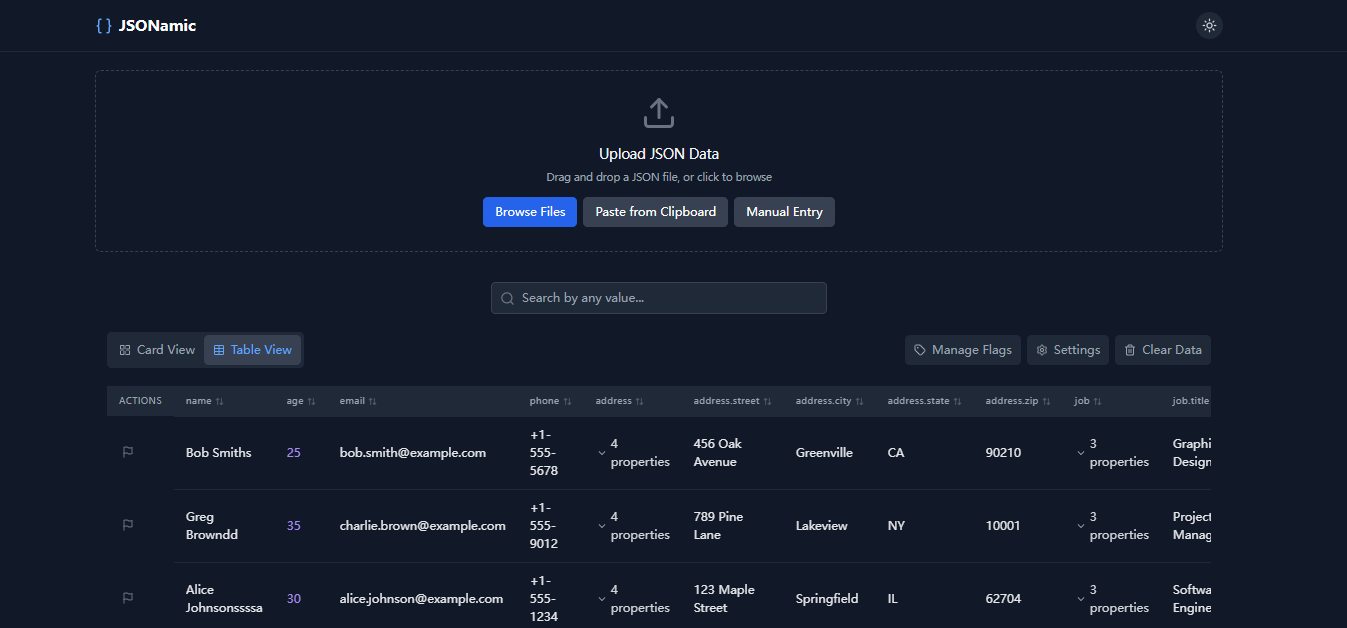 { } JSONamic
Upload JSON Data
Drag and drop a JSON file, or click to browse
Browse Files Paste from Clipboard Manual Entry
Search by any value...
Card View Table View Manage Flags Settings Clear Data
ACTIONS name age email phone address address.street address.city address.state address.zip job job.title
Bob Smiths 25 bob.smith@example.com +1-555-5678 4 properties 456 Oak Avenue Greenville CA 90210 3 properties Graphi Design
Greg Browndd 35 charlie.brown@example.com +1-555-9012 4 properties 789 Pine Lane Lakeview NY 10001 3 properties Project Manag
Alice Johnsonssssa 30 alice.johnson@example.com +1-555-1234 4 properties 123 Maple Street Springfield IL 62704 3 properties Softwa Engine